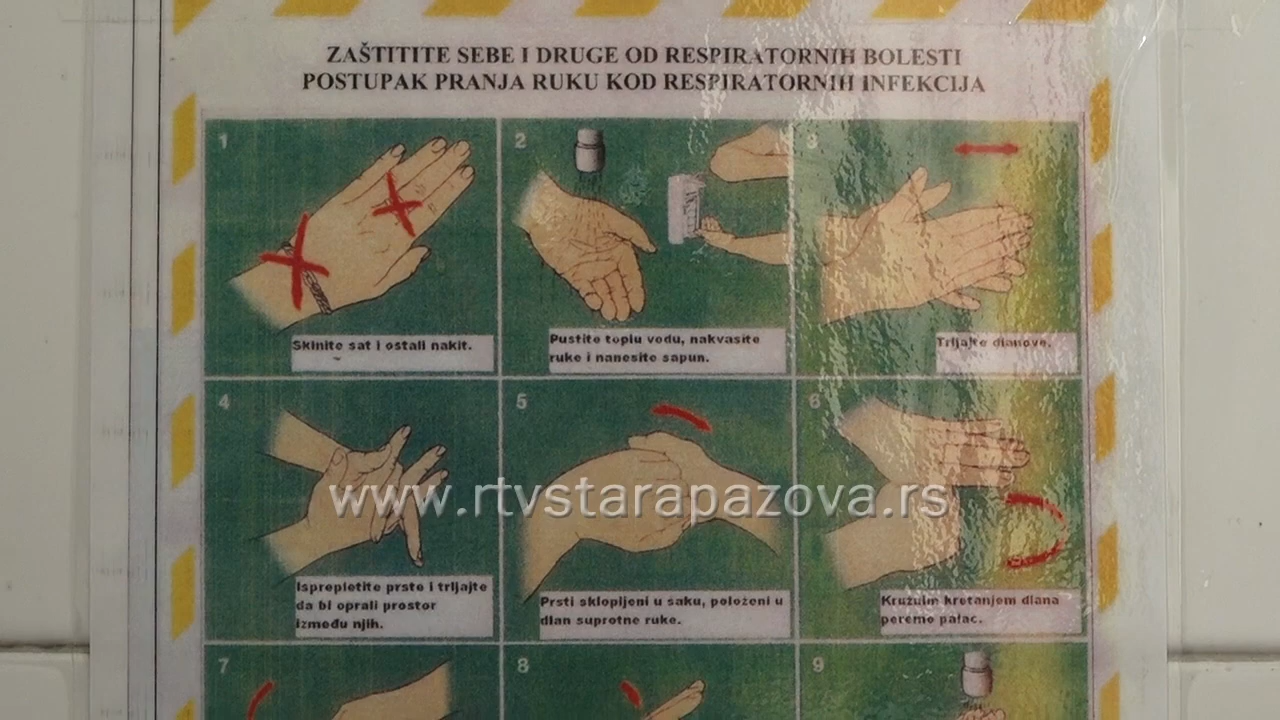 ZAŠTITITE SEBE I DRUGE OD RESPIRATORNIH BOLESTI
POSTUPAK PRANJA RUKU KOD RESPIRATORNIH INFEKCIJA
1
2
3
Skinite sat i ostali nakit.
Pustite toplu vodu, nakvasite
ruke i nanesite sapun.
Trljajte dlanove.
4
5
6
www.rtvstarapazova.rs
Isprepletite prste i trljajte
da bi oprali prostor
između njih.
Prsti sklopljeni u šaku, položeni u
dlan suprotne ruke.
Kružnim kretanjem dlana
peremo palac.
7
8
9